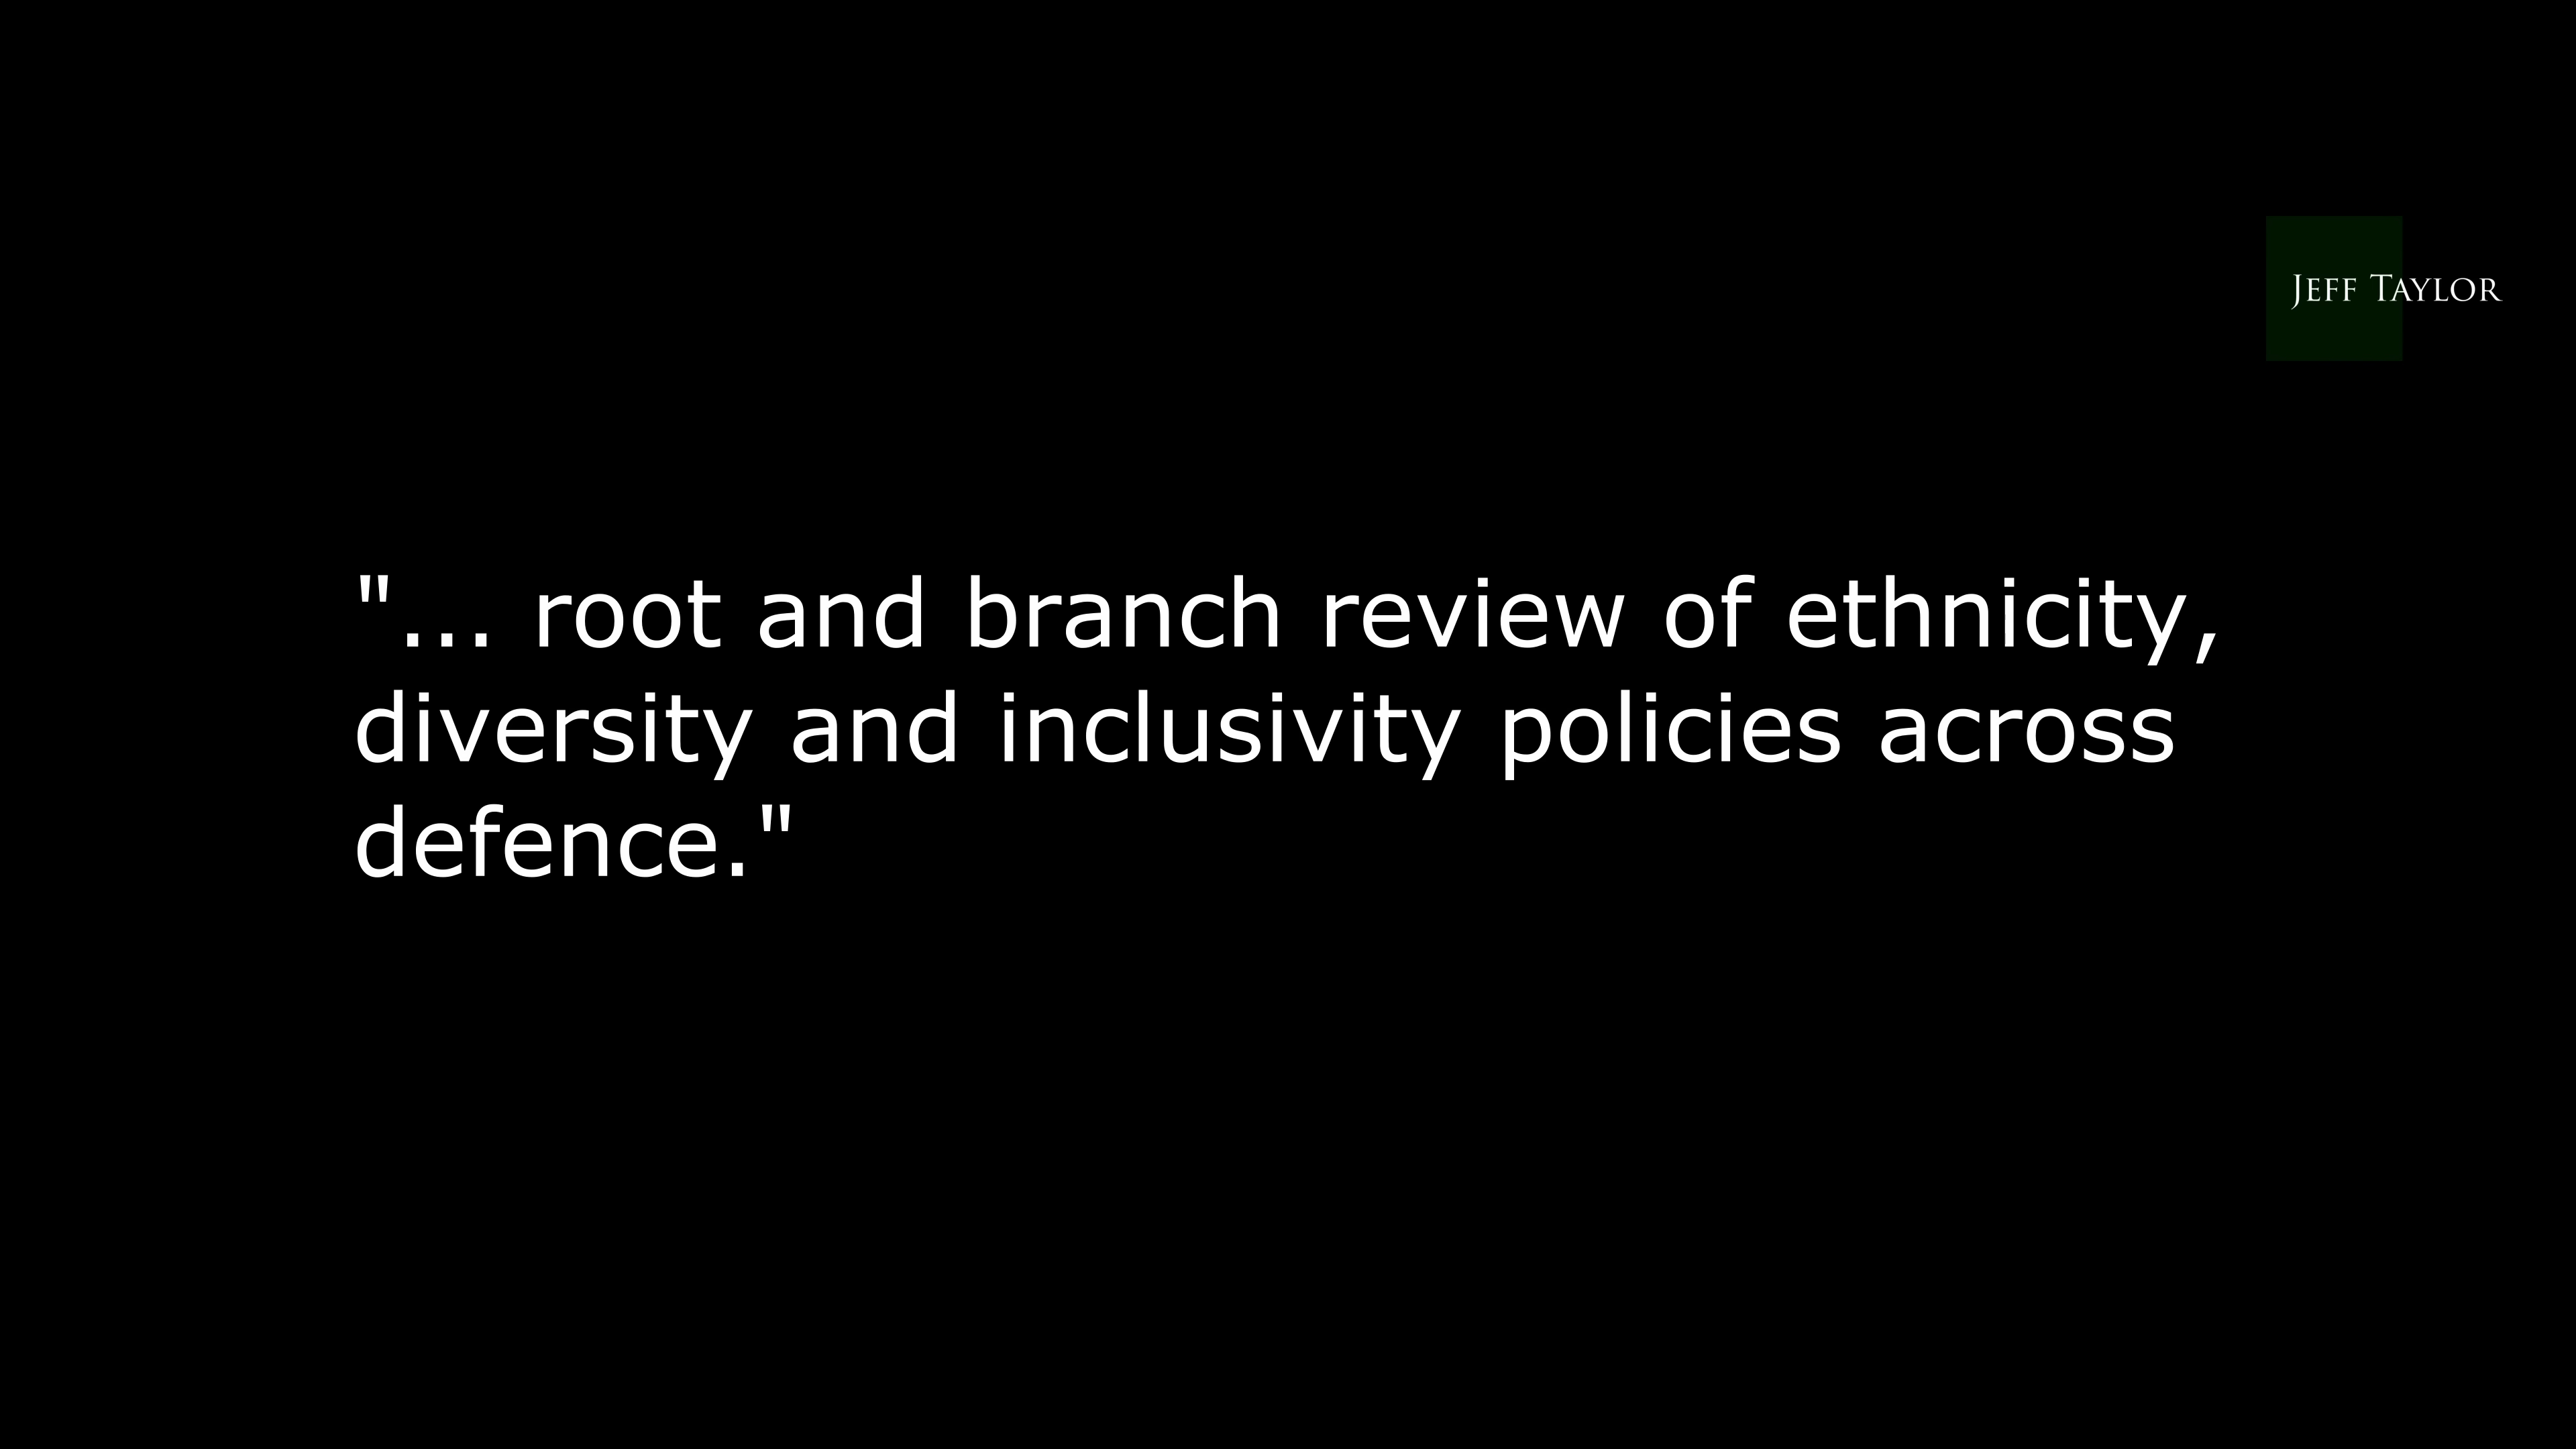 JEFF TAYLOR
"... root and branch review of ethnicity,
diversity and inclusivity policies across
defence."